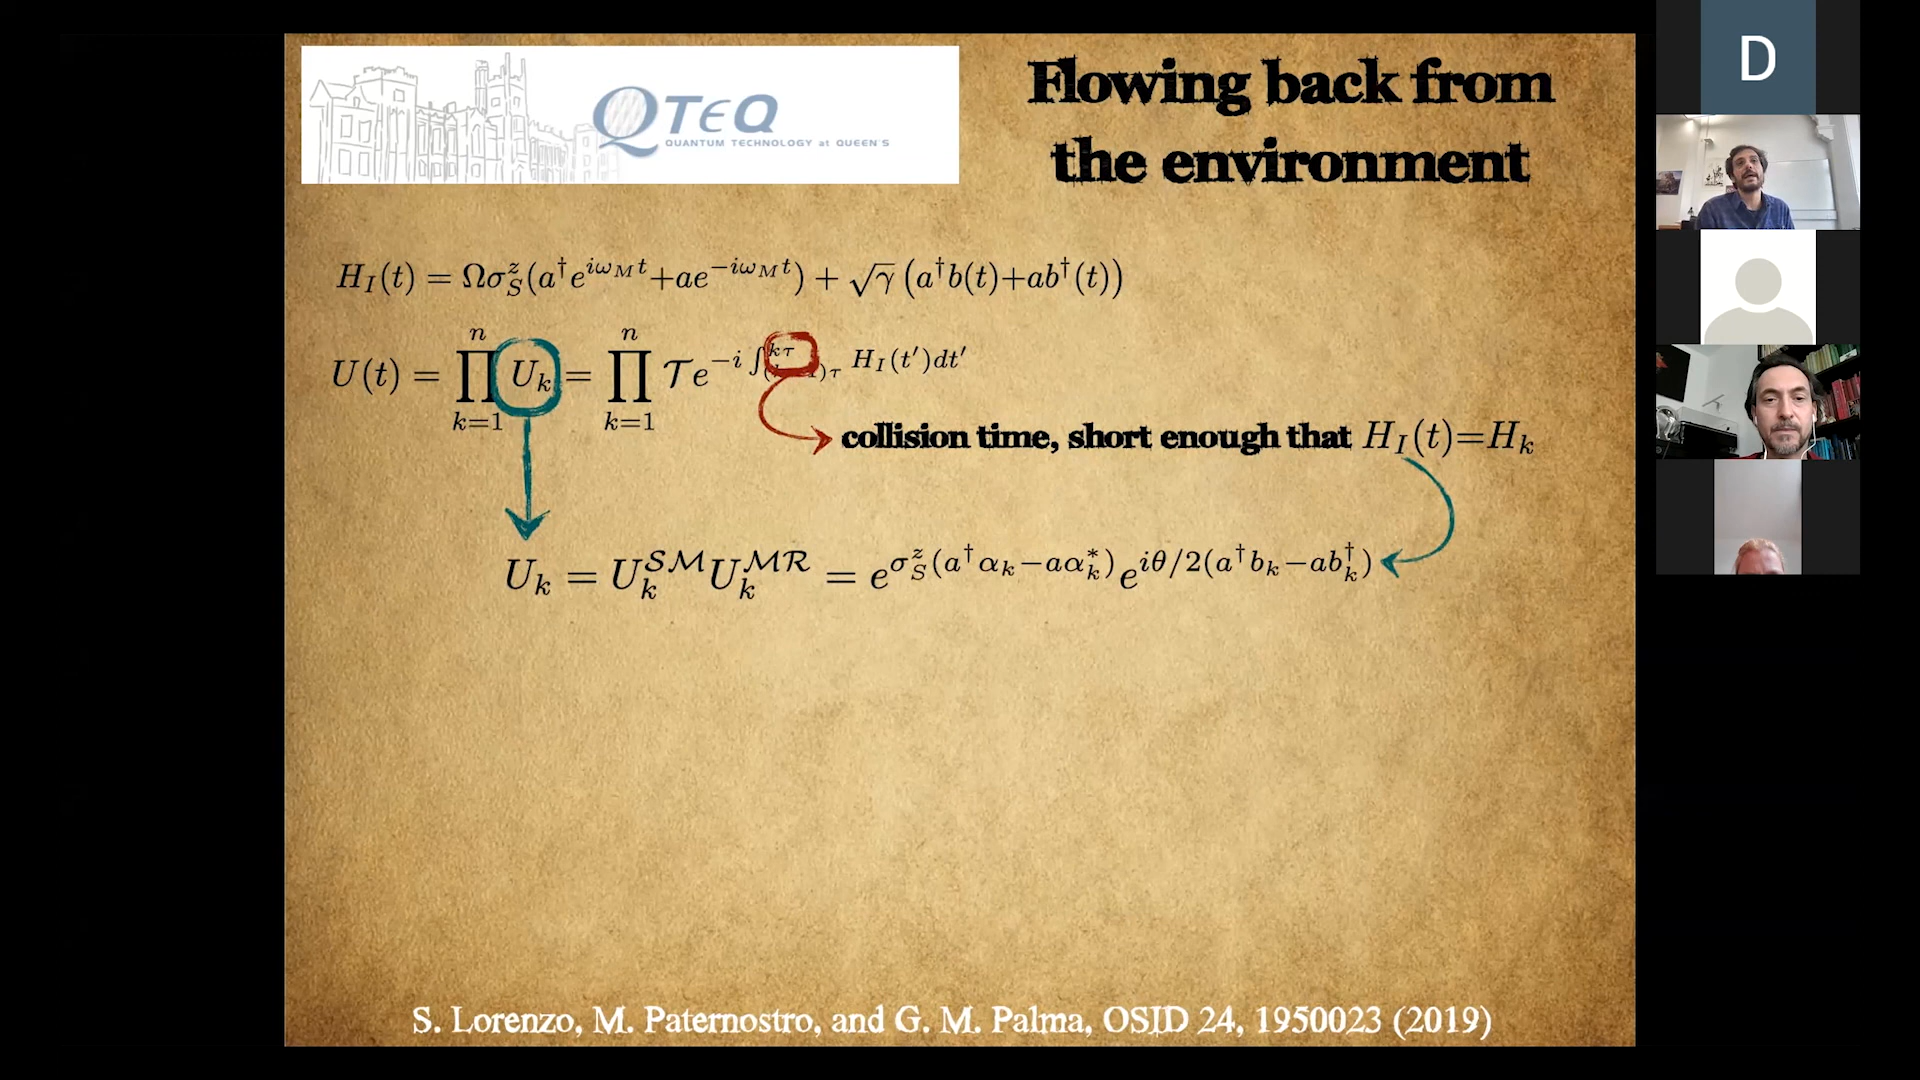 QTEQ
QUANTUM TECHNOLOGY at QUEEN'S
Flowing back from
the environment
H_I(t) = Ωσ_S^z(a†e^{iω_M t}+ae^{−iω_M t}) + √γ (a†b(t)+ab†(t))
U(t) = ∏_{k=1}^{n} U_k = ∏_{k=1}^{n} 𝒯e^{−i ∫^{kτ} H_I(t′)dt′}
collision time, short enough that H_I(t)=H_k
U_k = U_k^{𝒮ℳ}U_k^{ℳℛ} = e^{σ_S^z(a†α_k−aα_k^*)}e^{iθ/2(a†b_k−ab_k†)}
S. Lorenzo, M. Paternostro, and G. M. Palma, OSID 24, 1950023 (2019)
D